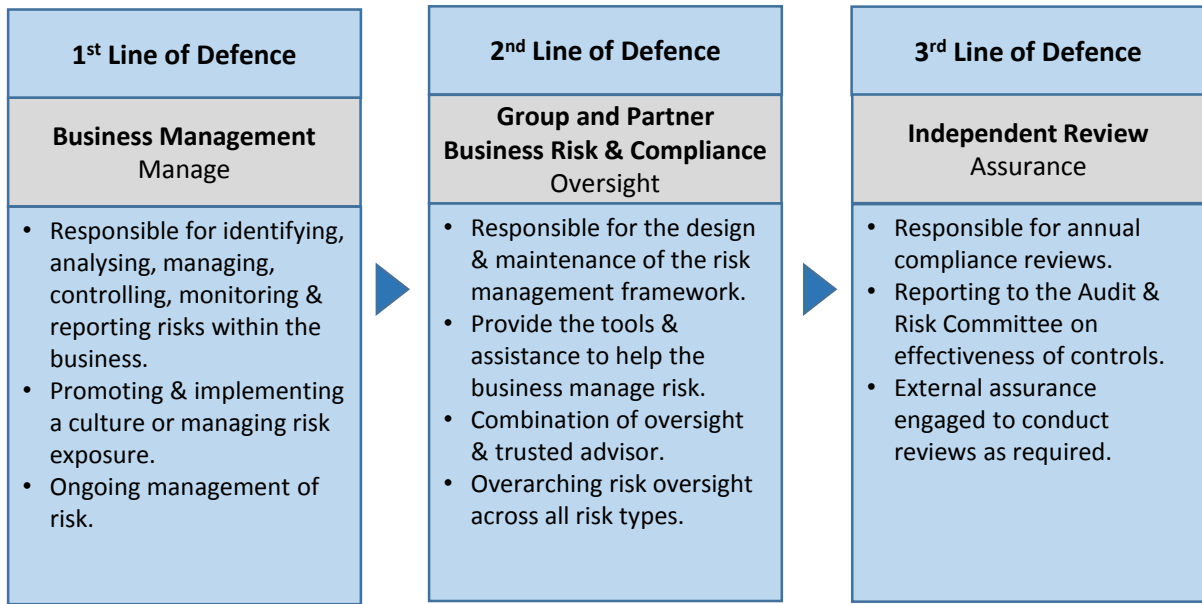 1st Line of Defence
Business Management
Manage
• Responsible for identifying,
analysing, managing,
controlling, monitoring &
reporting risks within the
business.
• Promoting & implementing
a culture or managing risk
exposure.
• Ongoing management of
risk.
2nd Line of Defence
Group and Partner
Business Risk & Compliance
Oversight
• Responsible for the design
& maintenance of the risk
management framework.
• Provide the tools &
assistance to help the
business manage risk.
• Combination of oversight
& trusted advisor.
• Overarching risk oversight
across all risk types.
3rd Line of Defence
Independent Review
Assurance
• Responsible for annual
compliance reviews.
• Reporting to the Audit &
Risk Committee on
effectiveness of controls.
• External assurance
engaged to conduct
reviews as required.